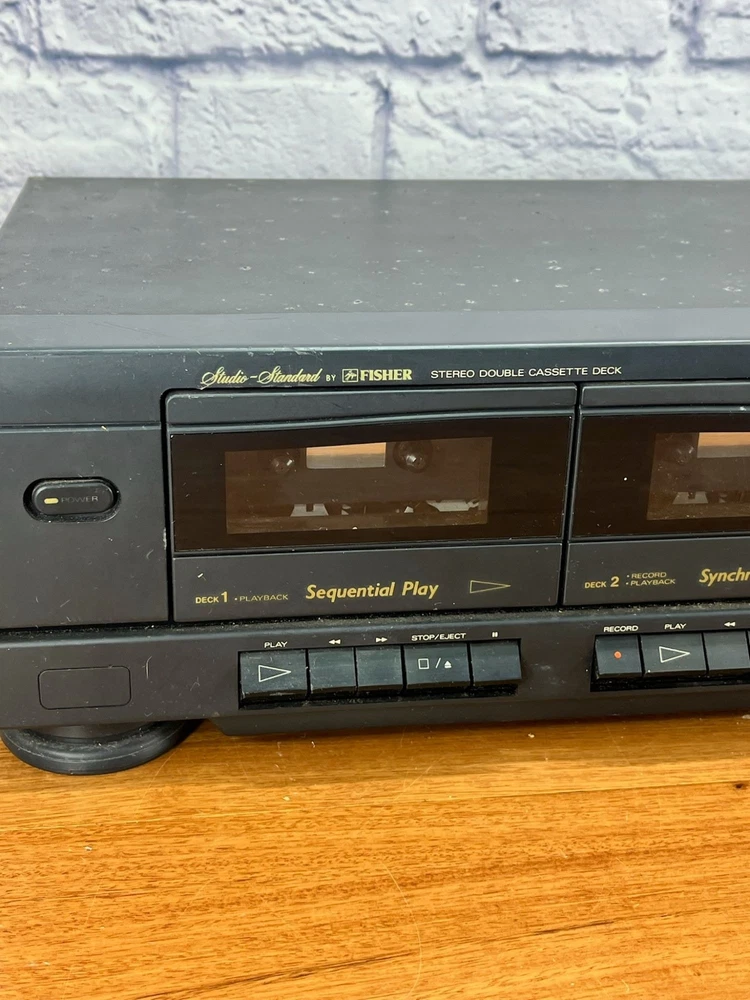 Studio-Standard BY FISHER STEREO DOUBLE CASSETTE DECK
POWER
DECK 1 • PLAYBACK Sequential Play
DECK 2 • RECORD • PLAYBACK Synchr
PLAY ◀◀ ▶▶ STOP/EJECT ⏸
□/⏏
RECORD PLAY ◀◀